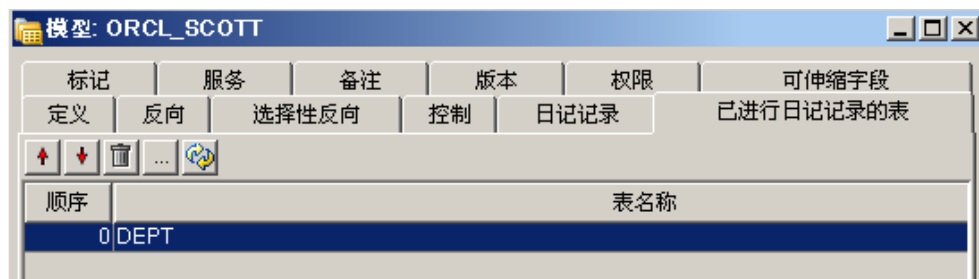 模型: ORCL_SCOTT
标记 服务 备注 版本 权限 可伸缩字段
定义 反向 选择性反向 控制 日记记录 已进行日记记录的表
...
顺序 表名称
0 DEPT